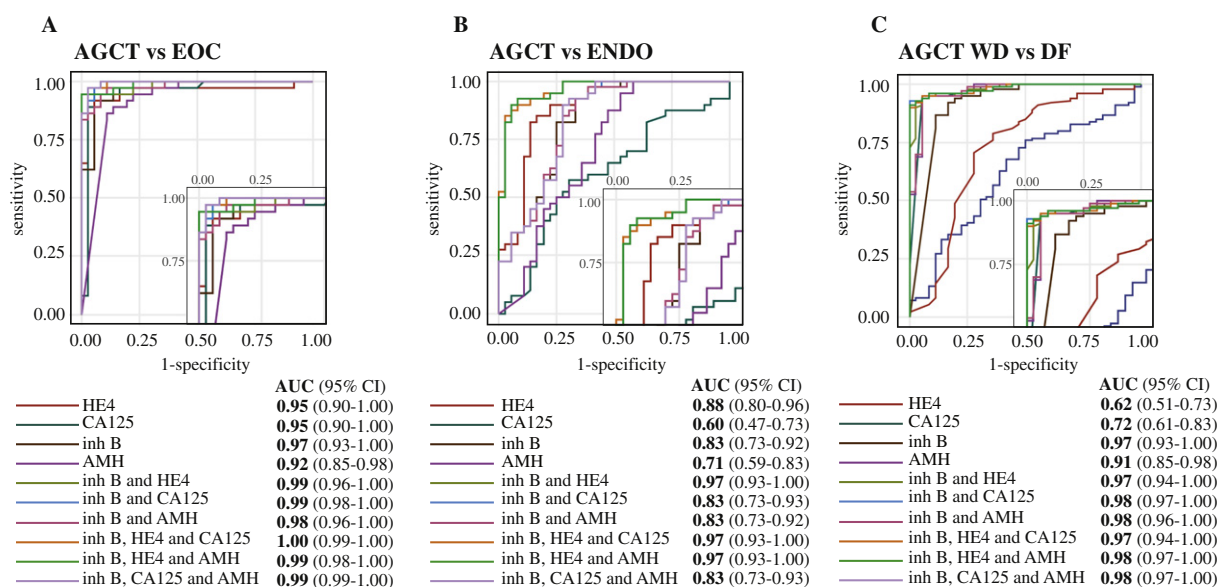 A
AGCT vs EOC
1.00
0.75
0.50
0.25
0.00
sensitivity
0.00 0.25
1.00
0.75
0.00 0.25 0.50 0.75 1.00
1-specificity
AUC (95% CI)
HE4 0.95 (0.90-1.00)
CA125 0.95 (0.90-1.00)
inh B 0.97 (0.93-1.00)
AMH 0.92 (0.85-0.98)
inh B and HE4 0.99 (0.96-1.00)
inh B and CA125 0.99 (0.98-1.00)
inh B and AMH 0.98 (0.96-1.00)
inh B, HE4 and CA125 1.00 (0.99-1.00)
inh B, HE4 and AMH 0.99 (0.98-1.00)
inh B, CA125 and AMH 0.99 (0.99-1.00)
B
AGCT vs ENDO
1.00
0.75
0.50
0.25
0.00
sensitivity
0.00 0.25
1.00
0.75
0.00 0.25 0.50 0.75 1.00
1-specificity
AUC (95% CI)
HE4 0.88 (0.80-0.96)
CA125 0.60 (0.47-0.73)
inh B 0.83 (0.73-0.92)
AMH 0.71 (0.59-0.83)
inh B and HE4 0.97 (0.93-1.00)
inh B and CA125 0.83 (0.73-0.93)
inh B and AMH 0.83 (0.73-0.92)
inh B, HE4 and CA125 0.97 (0.93-1.00)
inh B, HE4 and AMH 0.97 (0.93-1.00)
inh B, CA125 and AMH 0.83 (0.73-0.93)
C
AGCT WD vs DF
1.00
0.75
0.50
0.25
0.00
sensitivity
0.00 0.25
1.00
0.75
0.00 0.25 0.50 0.75 1.00
1-specificity
AUC (95% CI)
HE4 0.62 (0.51-0.73)
CA125 0.72 (0.61-0.83)
inh B 0.97 (0.93-1.00)
AMH 0.91 (0.85-0.98)
inh B and HE4 0.97 (0.94-1.00)
inh B and CA125 0.98 (0.97-1.00)
inh B and AMH 0.98 (0.96-1.00)
inh B, HE4 and CA125 0.97 (0.94-1.00)
inh B, HE4 and AMH 0.98 (0.97-1.00)
inh B, CA125 and AMH 0.98 (0.97-1.00)